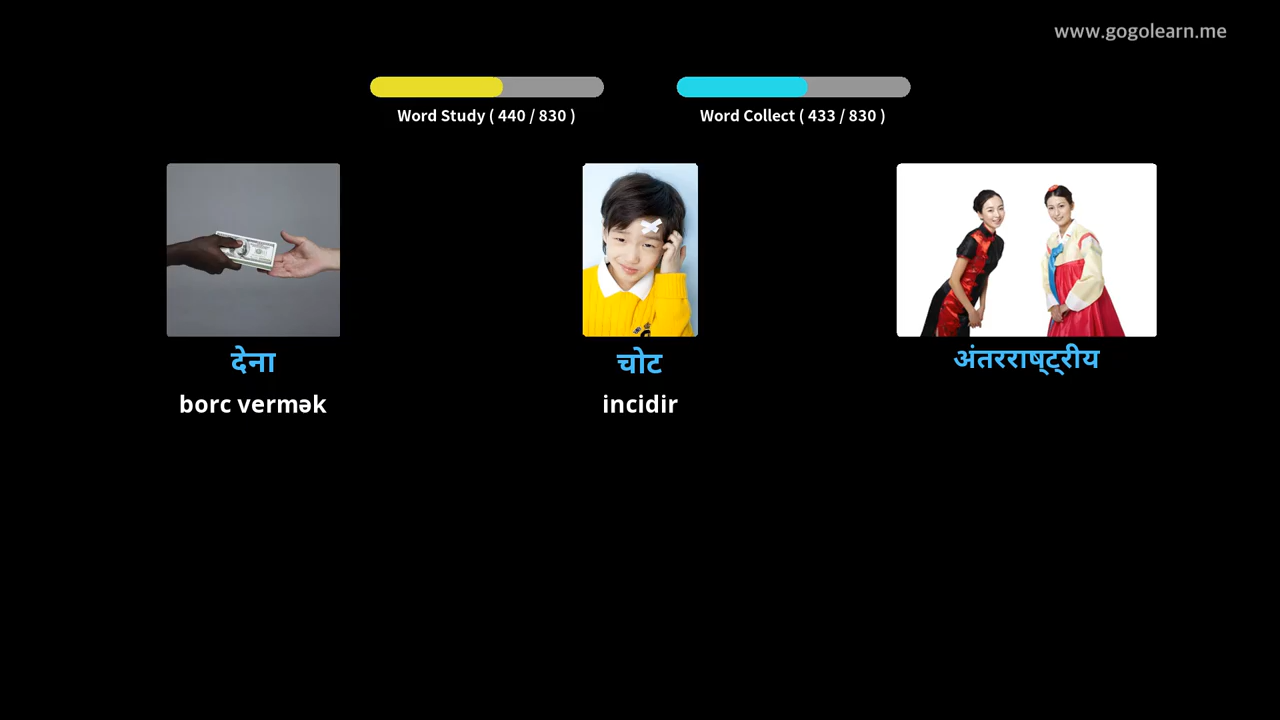 www.gogolearn.me
Word Study ( 440 / 830 )
Word Collect ( 433 / 830 )
देना
चोट
अंतरराष्ट्रीय
borc vermək
incidir